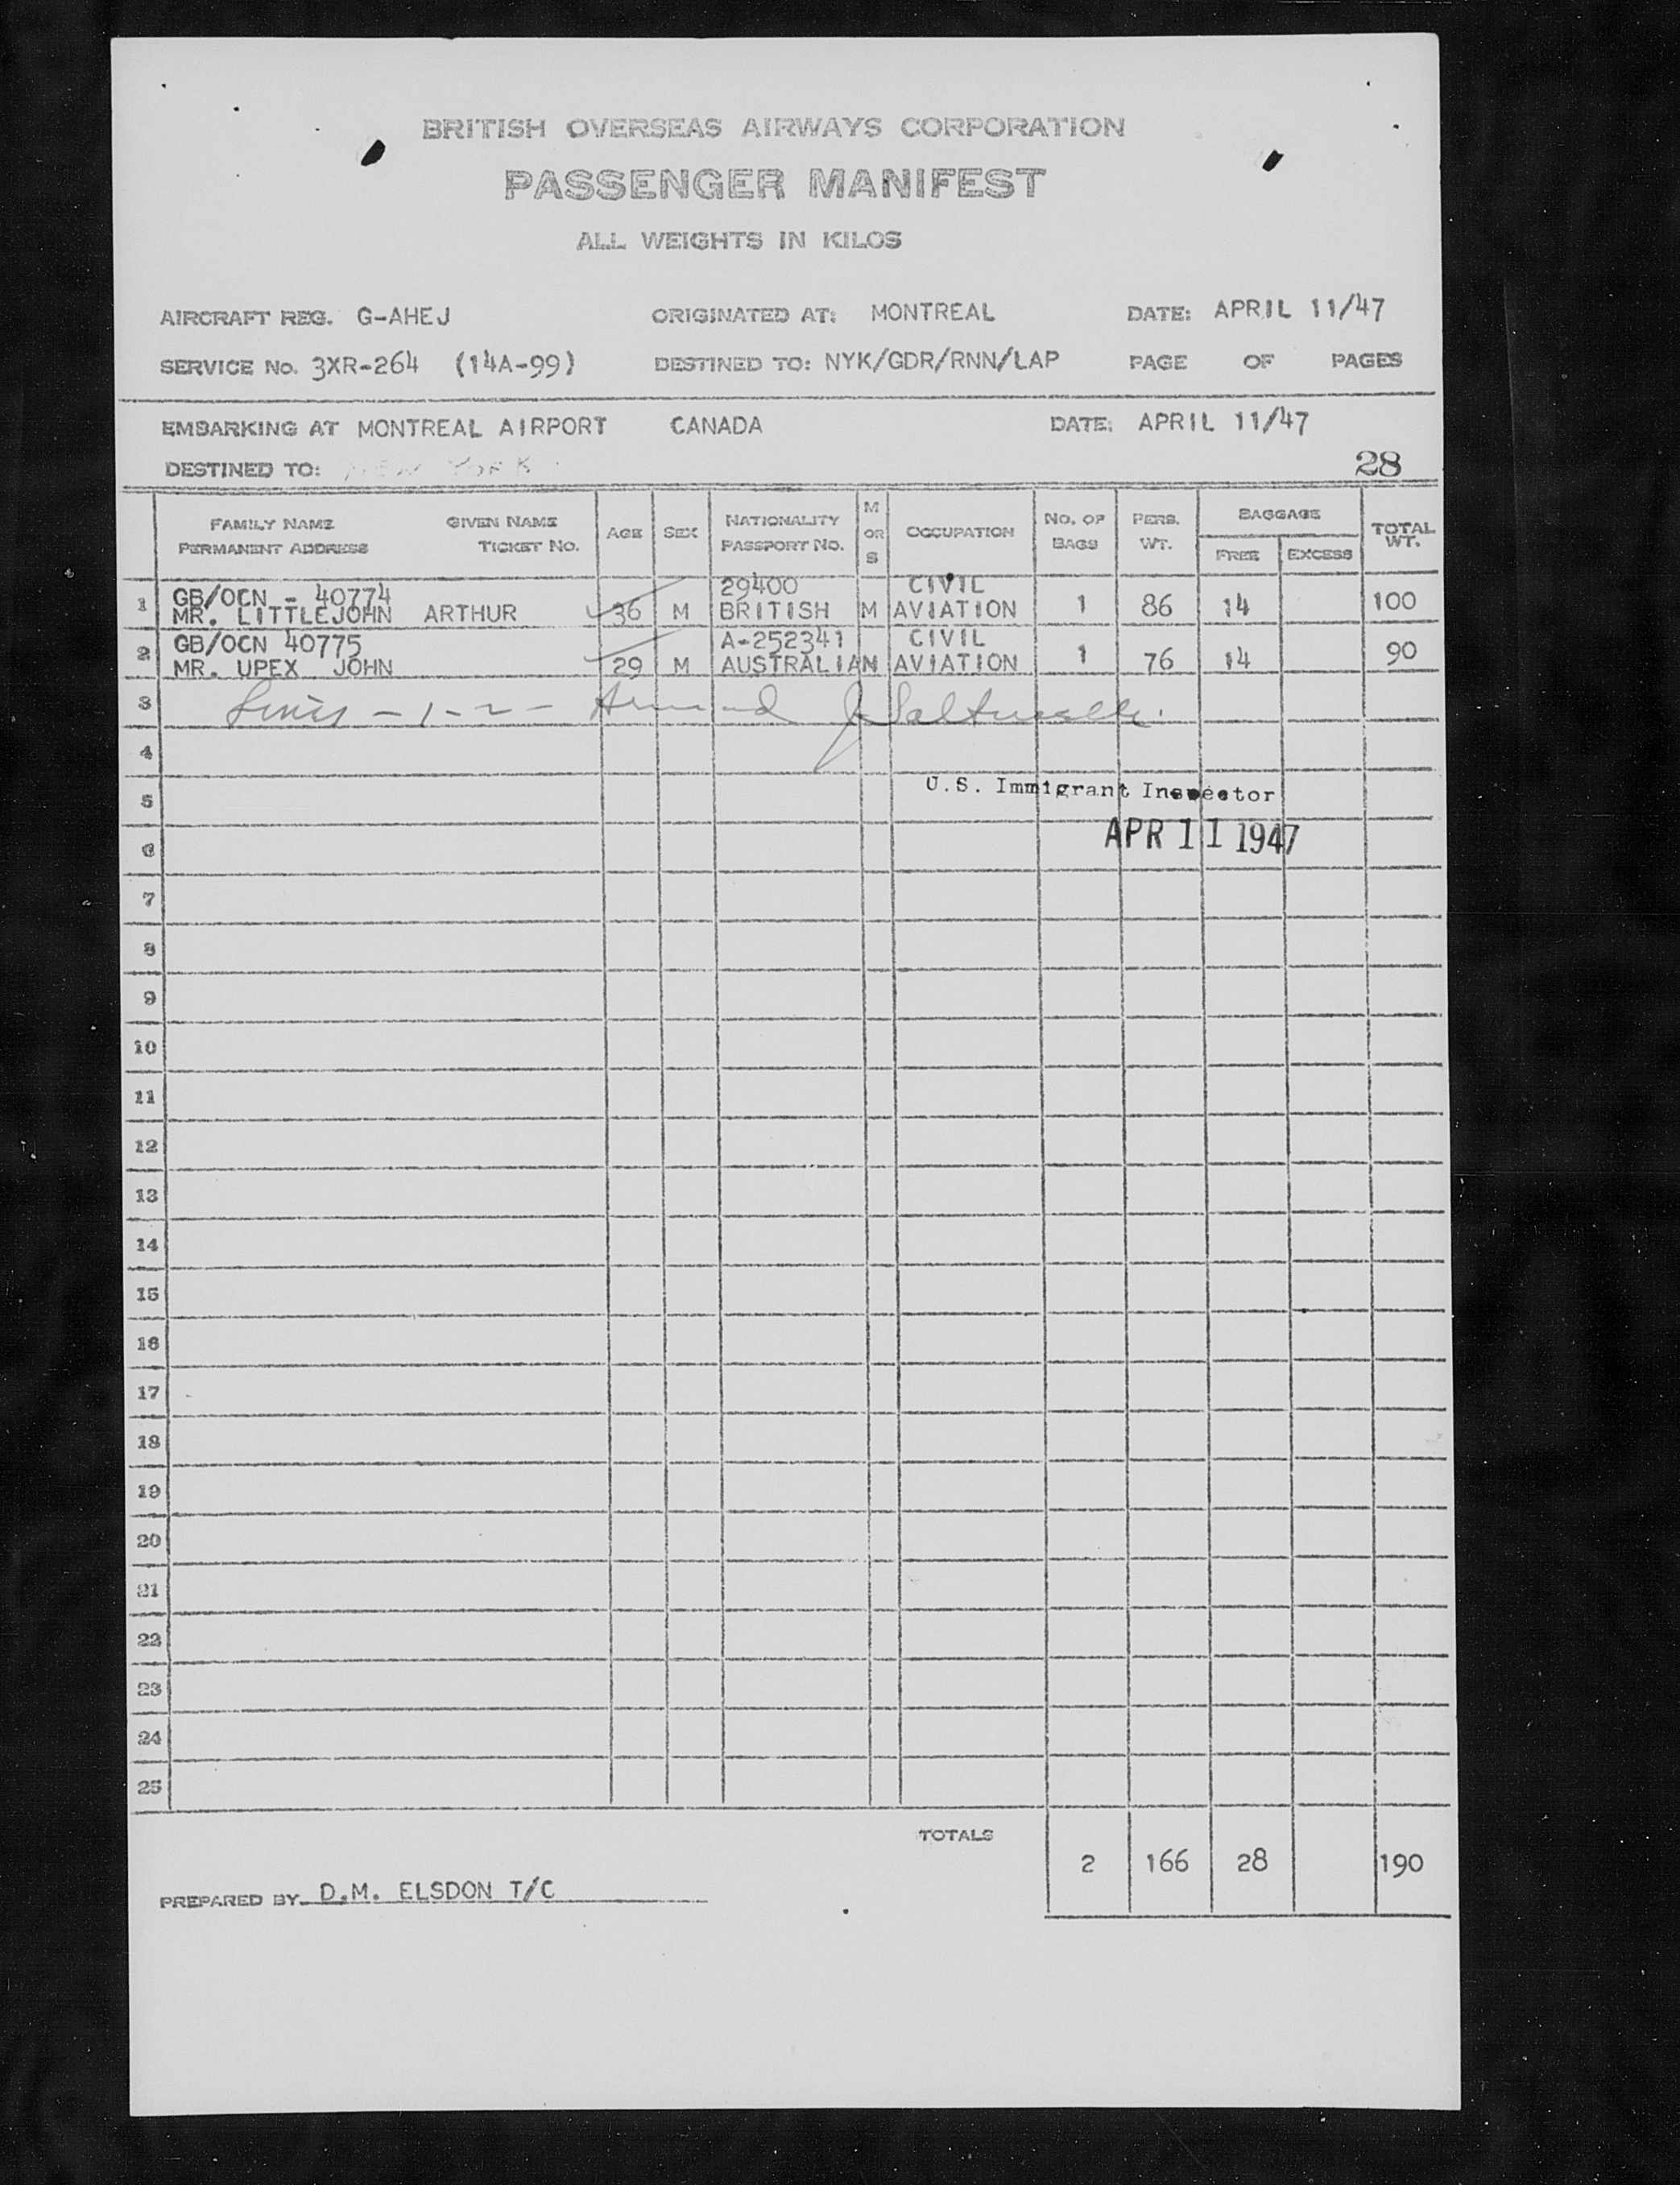 BRITISH OVERSEAS AIRWAYS CORPORATION
PASSENGER MANIFEST
ALL WEIGHTS IN KILOS
AIRCRAFT REG. G-AHEJ ORIGINATED AT: MONTREAL DATE: APRIL 11/47
SERVICE No. 3XR-264 (14A-99) DESTINED TO: NYK/GDR/RNN/LAP PAGE OF PAGES
EMBARKING AT MONTREAL AIRPORT CANADA DATE: APRIL 11/47
DESTINED TO: NEW YORK 28
FAMILY NAME GIVEN NAME AGE SEX NATIONALITY M OR S OCCUPATION NO. OF BAGS PERS. WT. BAGGAGE TOTAL WT.
PERMANENT ADDRESS TICKET NO. PASSPORT NO. FREE EXCESS
GB/OCN - 40774 29400 CIVIL
1 MR. LITTLEJOHN ARTHUR 36 M BRITISH M AVIATION 1 86 14 100
GB/OCN 40775 A-252341 CIVIL
2 MR. UPEX JOHN 29 M AUSTRALIAN AVIATION 1 76 14 90
3 Lines - 1-2- Armand J
4
U.S. Immigrant Inspector
5
APR 11 1947
6
7
8
9
10
11
12
13
14
15
16
17
18
19
20
21
22
23
24
25
TOTALS
2 166 28 190
PREPARED BY D.M. ELSDON T/C